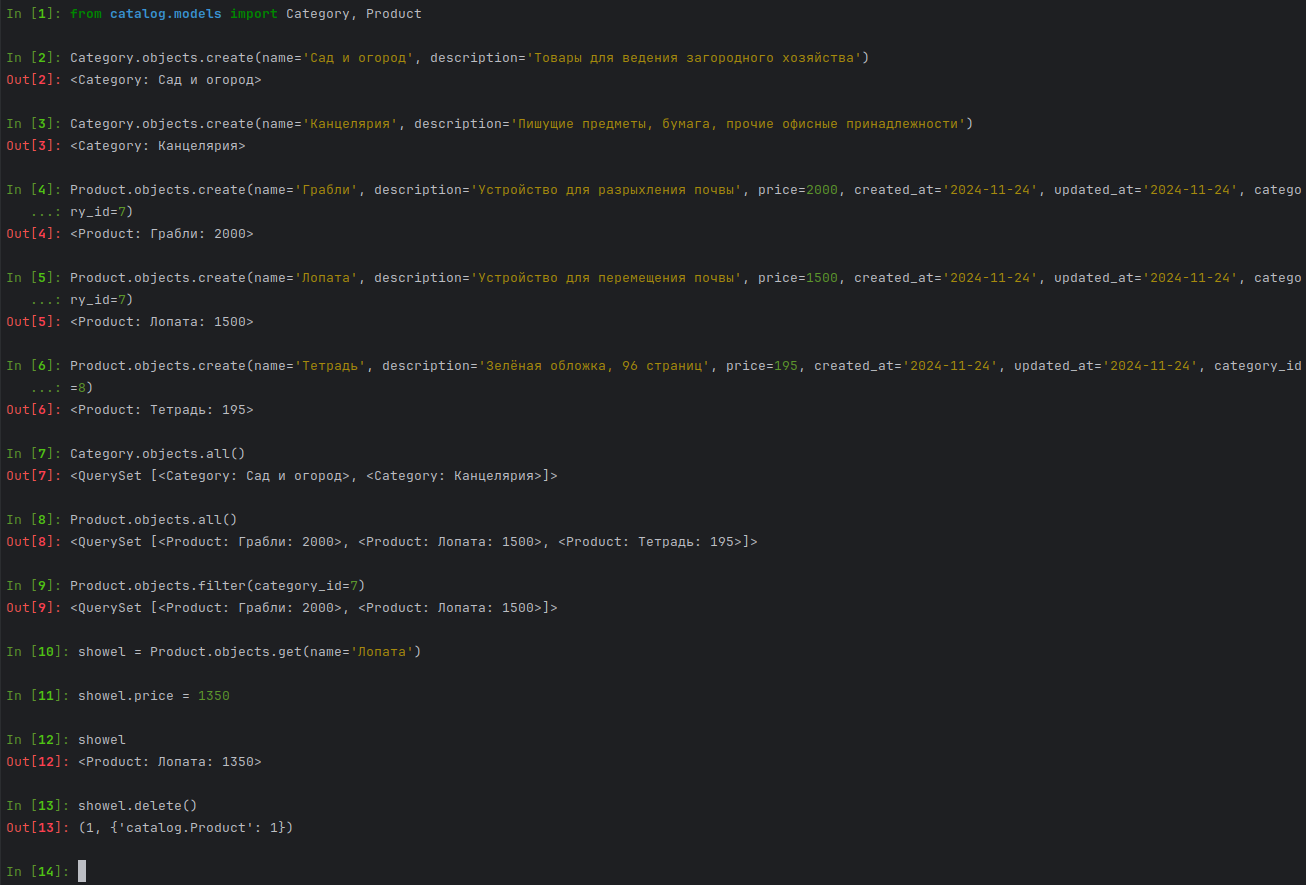 In [1]: from catalog.models import Category, Product
In [2]: Category.objects.create(name='Сад и огород', description='Товары для ведения загородного хозяйства')
Out[2]: <Category: Сад и огород>
In [3]: Category.objects.create(name='Канцелярия', description='Пишущие предметы, бумага, прочие офисные принадлежности')
Out[3]: <Category: Канцелярия>
In [4]: Product.objects.create(name='Грабли', description='Устройство для разрыхления почвы', price=2000, created_at='2024-11-24', updated_at='2024-11-24', catego
...: ry_id=7)
Out[4]: <Product: Грабли: 2000>
In [5]: Product.objects.create(name='Лопата', description='Устройство для перемещения почвы', price=1500, created_at='2024-11-24', updated_at='2024-11-24', catego
...: ry_id=7)
Out[5]: <Product: Лопата: 1500>
In [6]: Product.objects.create(name='Тетрадь', description='Зелёная обложка, 96 страниц', price=195, created_at='2024-11-24', updated_at='2024-11-24', category_id
...: =8)
Out[6]: <Product: Тетрадь: 195>
In [7]: Category.objects.all()
Out[7]: <QuerySet [<Category: Сад и огород>, <Category: Канцелярия>]>
In [8]: Product.objects.all()
Out[8]: <QuerySet [<Product: Грабли: 2000>, <Product: Лопата: 1500>, <Product: Тетрадь: 195>]>
In [9]: Product.objects.filter(category_id=7)
Out[9]: <QuerySet [<Product: Грабли: 2000>, <Product: Лопата: 1500>]>
In [10]: showel = Product.objects.get(name='Лопата')
In [11]: showel.price = 1350
In [12]: showel
Out[12]: <Product: Лопата: 1350>
In [13]: showel.delete()
Out[13]: (1, {'catalog.Product': 1})
In [14]: